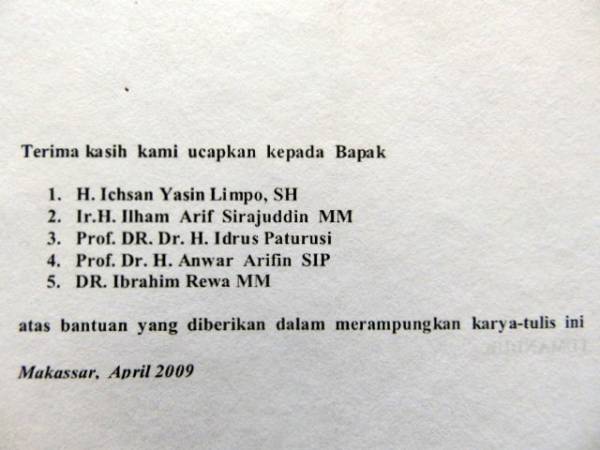 Terima kasih kami ucapkan kepada Bapak
1. H. Ichsan Yasin Limpo, SH
2. Ir.H. Ilham Arif Sirajuddin MM
3. Prof. DR. Dr. H. Idrus Paturusi
4. Prof. Dr. H. Anwar Arifin SIP
5. DR. Ibrahim Rewa MM
atas bantuan yang diberikan dalam merampungkan karya-tulis ini
Makassar, April 2009